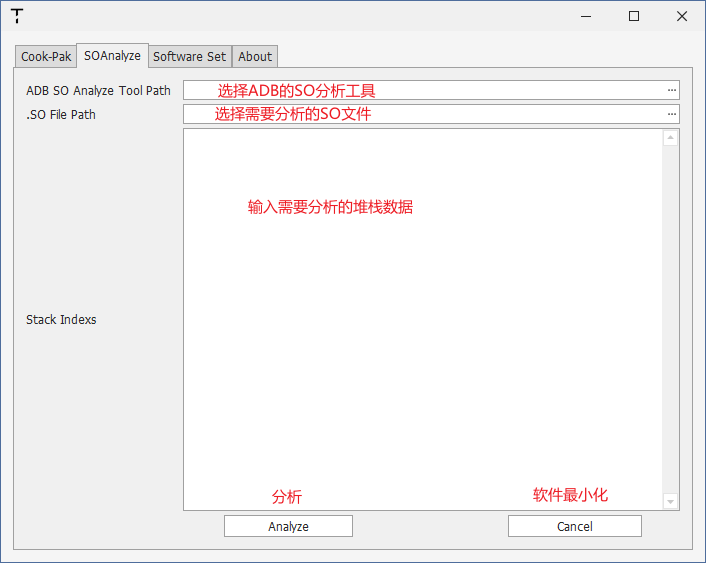 Cook-Pak SOAnalyze Software Set About
ADB SO Analyze Tool Path 选择ADB的SO分析工具 ...
.SO File Path 选择需要分析的SO文件 ...
输入需要分析的堆栈数据
Stack Indexs
分析 软件最小化
Analyze Cancel